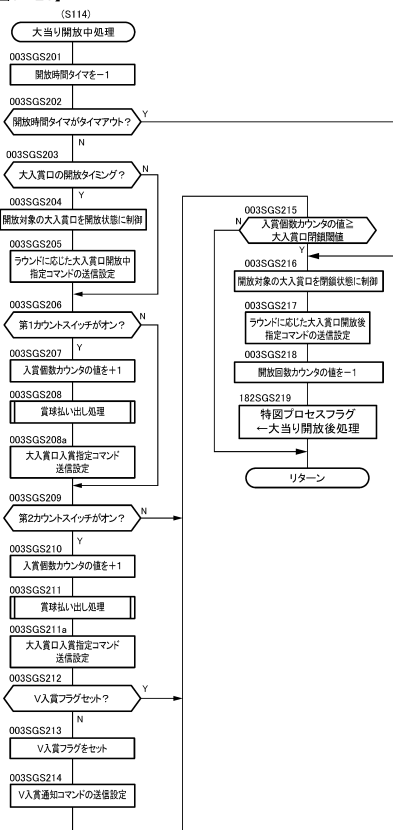 (S114)
大当り開放中処理
003SGS201
開放時間タイマを−1
003SGS202
開放時間タイマがタイマアウト?
Y
N
003SGS203
大入賞口の開放タイミング?
N
Y
003SGS204
開放対象の大入賞口を開放状態に制御
003SGS205
ラウンドに応じた大入賞口開放中
指定コマンドの送信設定
003SGS206
第1カウントスイッチがオン?
N
Y
003SGS207
入賞個数カウンタの値を+1
003SGS208
賞球払い出し処理
003SGS208a
大入賞口入賞指定コマンド
送信設定
003SGS209
第2カウントスイッチがオン?
N
Y
003SGS210
入賞個数カウンタの値を+1
003SGS211
賞球払い出し処理
003SGS211a
大入賞口入賞指定コマンド
送信設定
003SGS212
V入賞フラグセット?
Y
N
003SGS213
V入賞フラグをセット
003SGS214
V入賞通知コマンドの送信設定
003SGS215
入賞個数カウンタの値≧
大入賞口閉鎖閾値
N
Y
003SGS216
開放対象の大入賞口を閉鎖状態に制御
003SGS217
ラウンドに応じた大入賞口開放後
指定コマンドの送信設定
003SGS218
開放回数カウンタの値を−1
182SGS219
特図プロセスフラグ
←大当り開放後処理
リターン